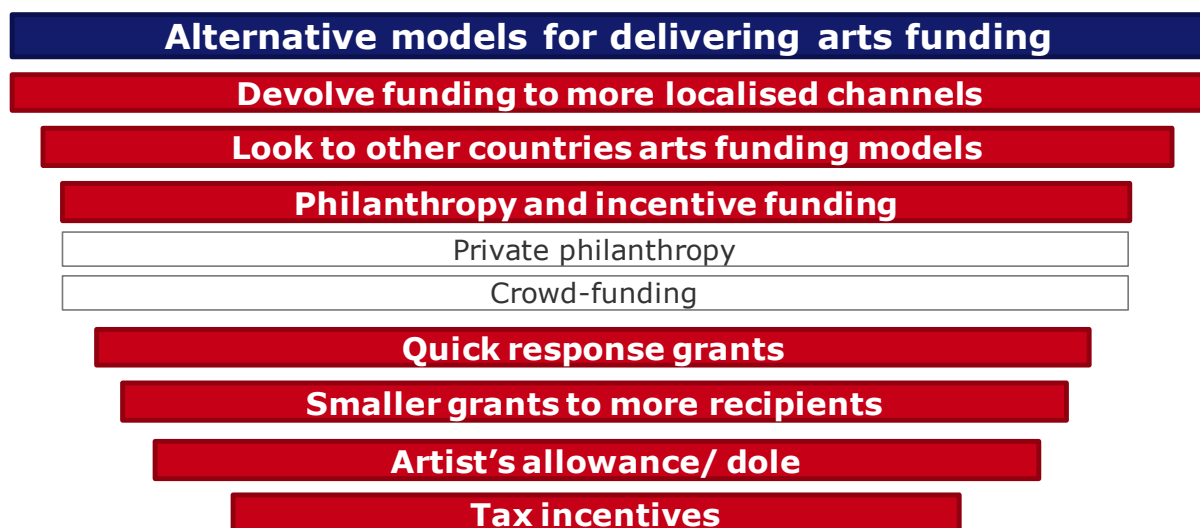 Alternative models for delivering arts funding
Devolve funding to more localised channels
Look to other countries arts funding models
Philanthropy and incentive funding
Private philanthropy
Crowd-funding
Quick response grants
Smaller grants to more recipients
Artist’s allowance/ dole
Tax incentives